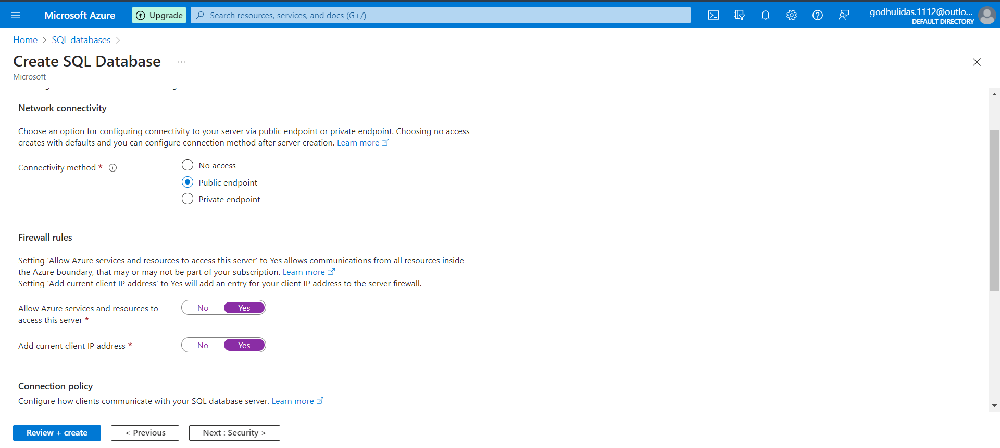 Microsoft Azure
Upgrade
Search resources, services, and docs (G+/)
godhulidas.1112@outlo...
DEFAULT DIRECTORY
Home > SQL databases >
Create SQL Database ...
Microsoft
Network connectivity
Choose an option for configuring connectivity to your server via public endpoint or private endpoint. Choosing no access
creates with defaults and you can configure connection method after server creation. Learn more
Connectivity method *
No access
Public endpoint
Private endpoint
Firewall rules
Setting 'Allow Azure services and resources to access this server' to Yes allows communications from all resources inside
the Azure boundary, that may or may not be part of your subscription. Learn more
Setting 'Add current client IP address' to Yes will add an entry for your client IP address to the server firewall.
Allow Azure services and resources to
access this server *
No Yes
Add current client IP address *
No Yes
Connection policy
Configure how clients communicate with your SQL database server. Learn more
Review + create
< Previous
Next : Security >